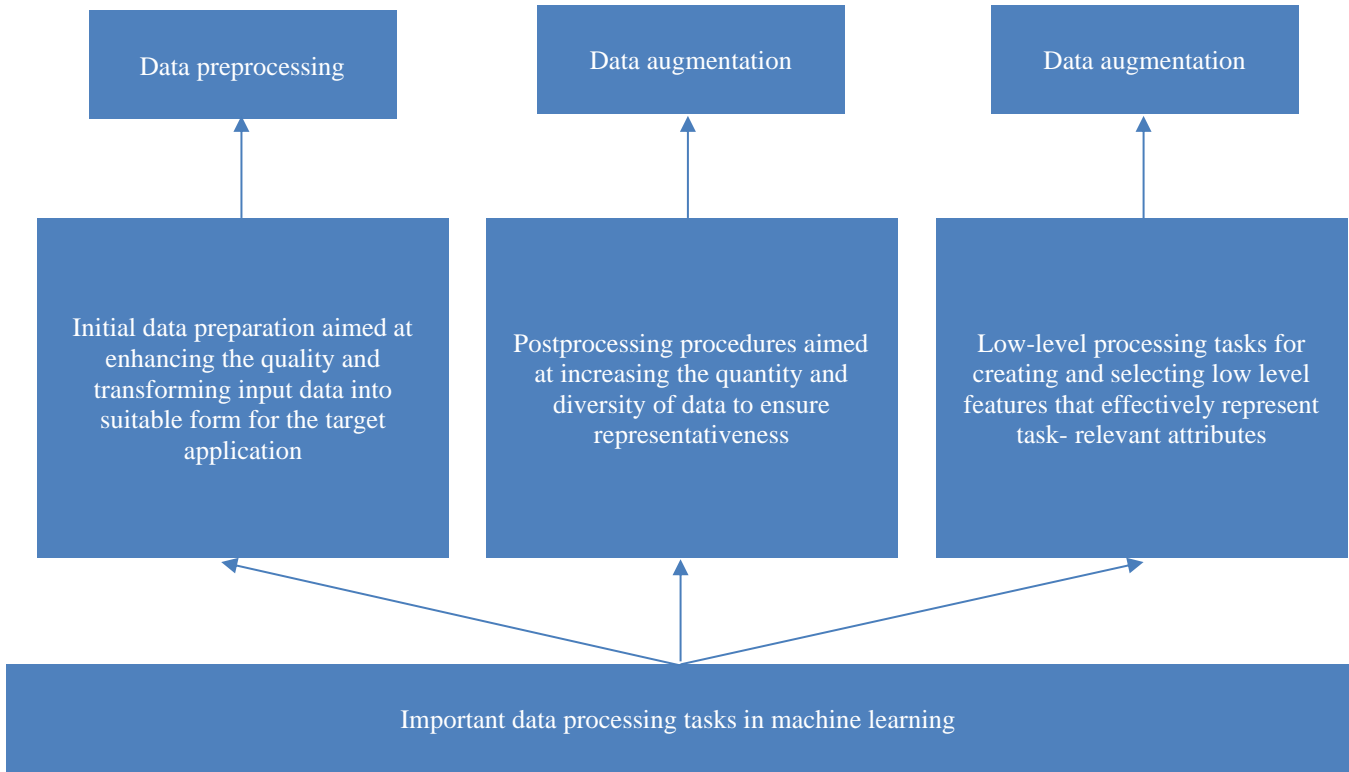 Data preprocessing
Data augmentation
Data augmentation
Initial data preparation aimed at
enhancing the quality and
transforming input data into
suitable form for the target
application
Postprocessing procedures aimed
at increasing the quantity and
diversity of data to ensure
representativeness
Low-level processing tasks for
creating and selecting low level
features that effectively represent
task- relevant attributes
Important data processing tasks in machine learning